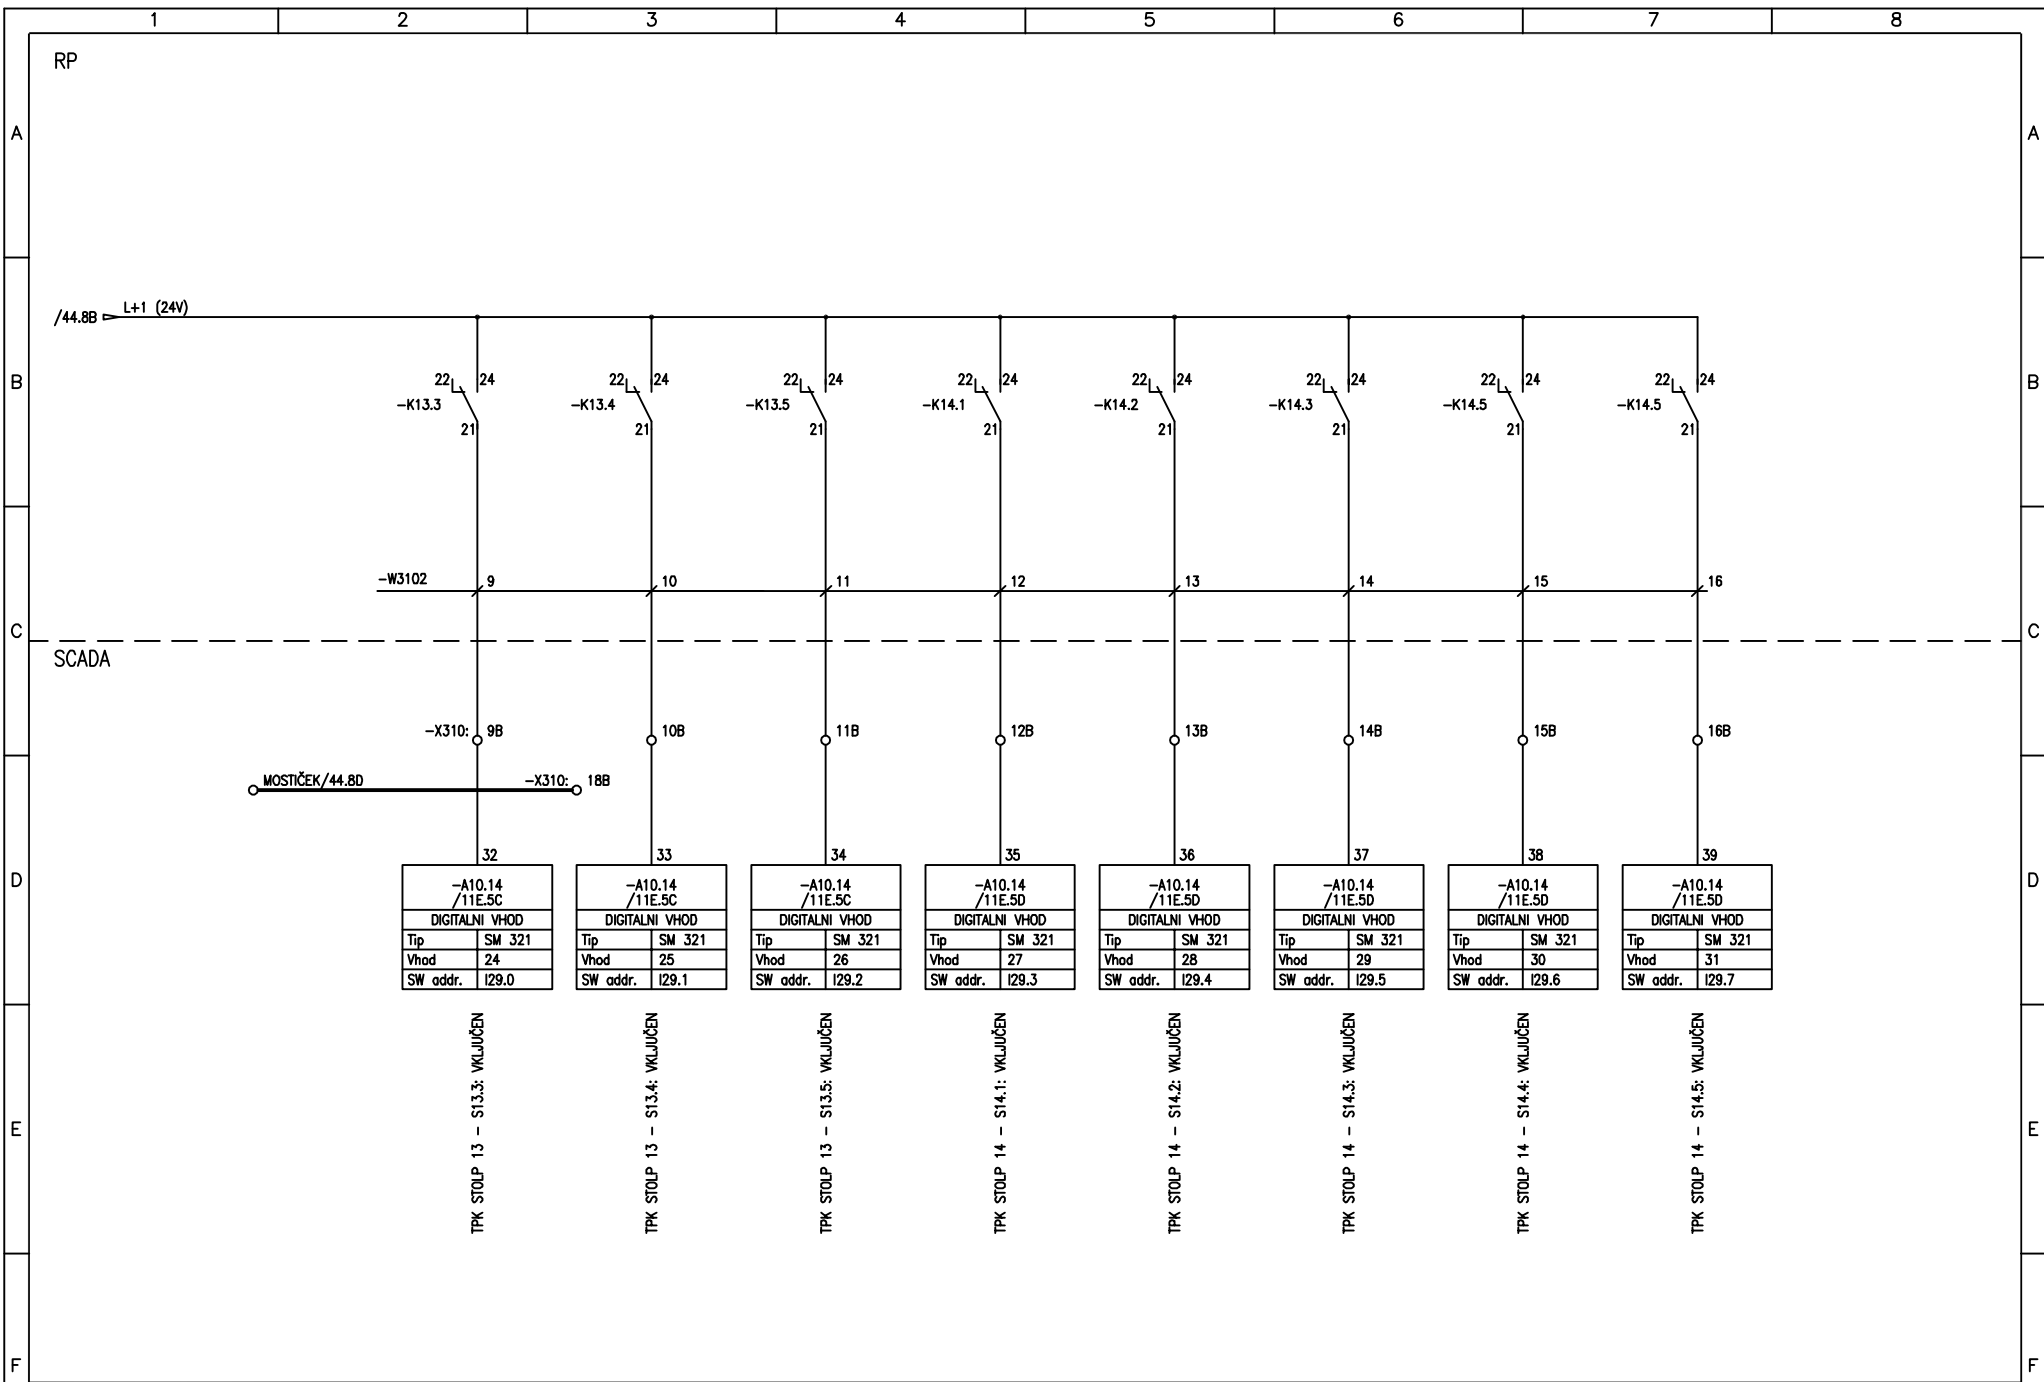 1 2 3 4 5 6 7 8
RP
A A
/44.8B L+1 (24V)
B B
22 24 22 24 22 24 22 24 22 24 22 24 22 24 22 24
-K13.3 -K13.4 -K13.5 -K14.1 -K14.2 -K14.3 -K14.5 -K14.5
21 21 21 21 21 21 21 21
-W3102 9 10 11 12 13 14 15 16
C C
SCADA
-X310: 9B 10B 11B 12B 13B 14B 15B 16B
MOSTIČEK/44.8D -X310: 18B
32 33 34 35 36 37 38 39
D D
-A10.14 -A10.14 -A10.14 -A10.14 -A10.14 -A10.14 -A10.14 -A10.14
/11E.5C /11E.5C /11E.5C /11E.5D /11E.5D /11E.5D /11E.5D /11E.5D
DIGITALNI VHOD DIGITALNI VHOD DIGITALNI VHOD DIGITALNI VHOD DIGITALNI VHOD DIGITALNI VHOD DIGITALNI VHOD DIGITALNI VHOD
Tip SM 321 Tip SM 321 Tip SM 321 Tip SM 321 Tip SM 321 Tip SM 321 Tip SM 321 Tip SM 321
Vhod 24 Vhod 25 Vhod 26 Vhod 27 Vhod 28 Vhod 29 Vhod 30 Vhod 31
SW addr. I29.0 SW addr. I29.1 SW addr. I29.2 SW addr. I29.3 SW addr. I29.4 SW addr. I29.5 SW addr. I29.6 SW addr. I29.7
TPK STOLP 13 - S13.3: VKLJUČEN
TPK STOLP 13 - S13.4: VKLJUČEN
TPK STOLP 13 - S13.5: VKLJUČEN
TPK STOLP 14 - S14.1: VKLJUČEN
TPK STOLP 14 - S14.2: VKLJUČEN
TPK STOLP 14 - S14.3: VKLJUČEN
TPK STOLP 14 - S14.4: VKLJUČEN
TPK STOLP 14 - S14.5: VKLJUČEN
E E
F F